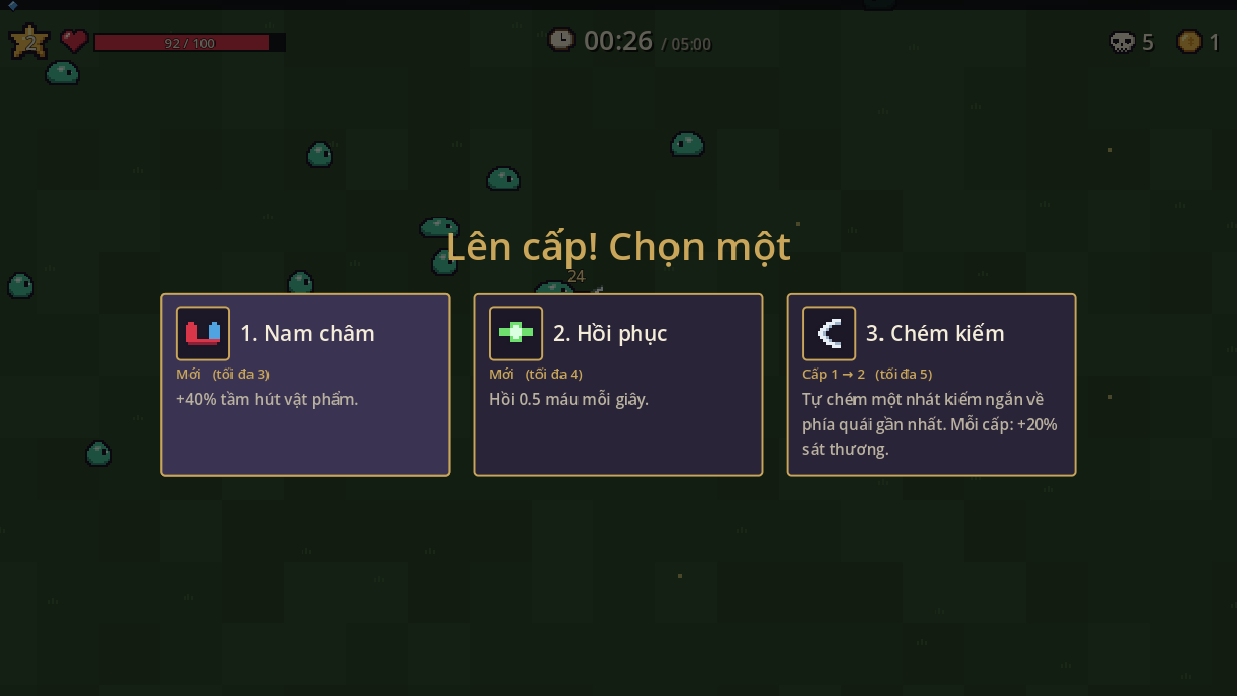 2
92 / 100
00:26 / 05:00
5
1
Lên cấp! Chọn một
24
1. Nam châm
Mới (tối đa 3)
+40% tầm hút vật phẩm.
2. Hồi phục
Mới (tối đa 4)
Hồi 0.5 máu mỗi giây.
3. Chém kiếm
Cấp 1 → 2 (tối đa 5)
Tự chém một nhát kiếm ngắn về
phía quái gần nhất. Mỗi cấp: +20%
sát thương.